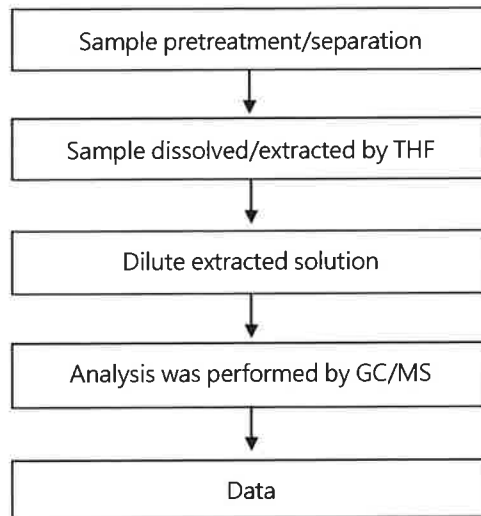 Sample pretreatment/separation
Sample dissolved/extracted by THF
Dilute extracted solution
Analysis was performed by GC/MS
Data